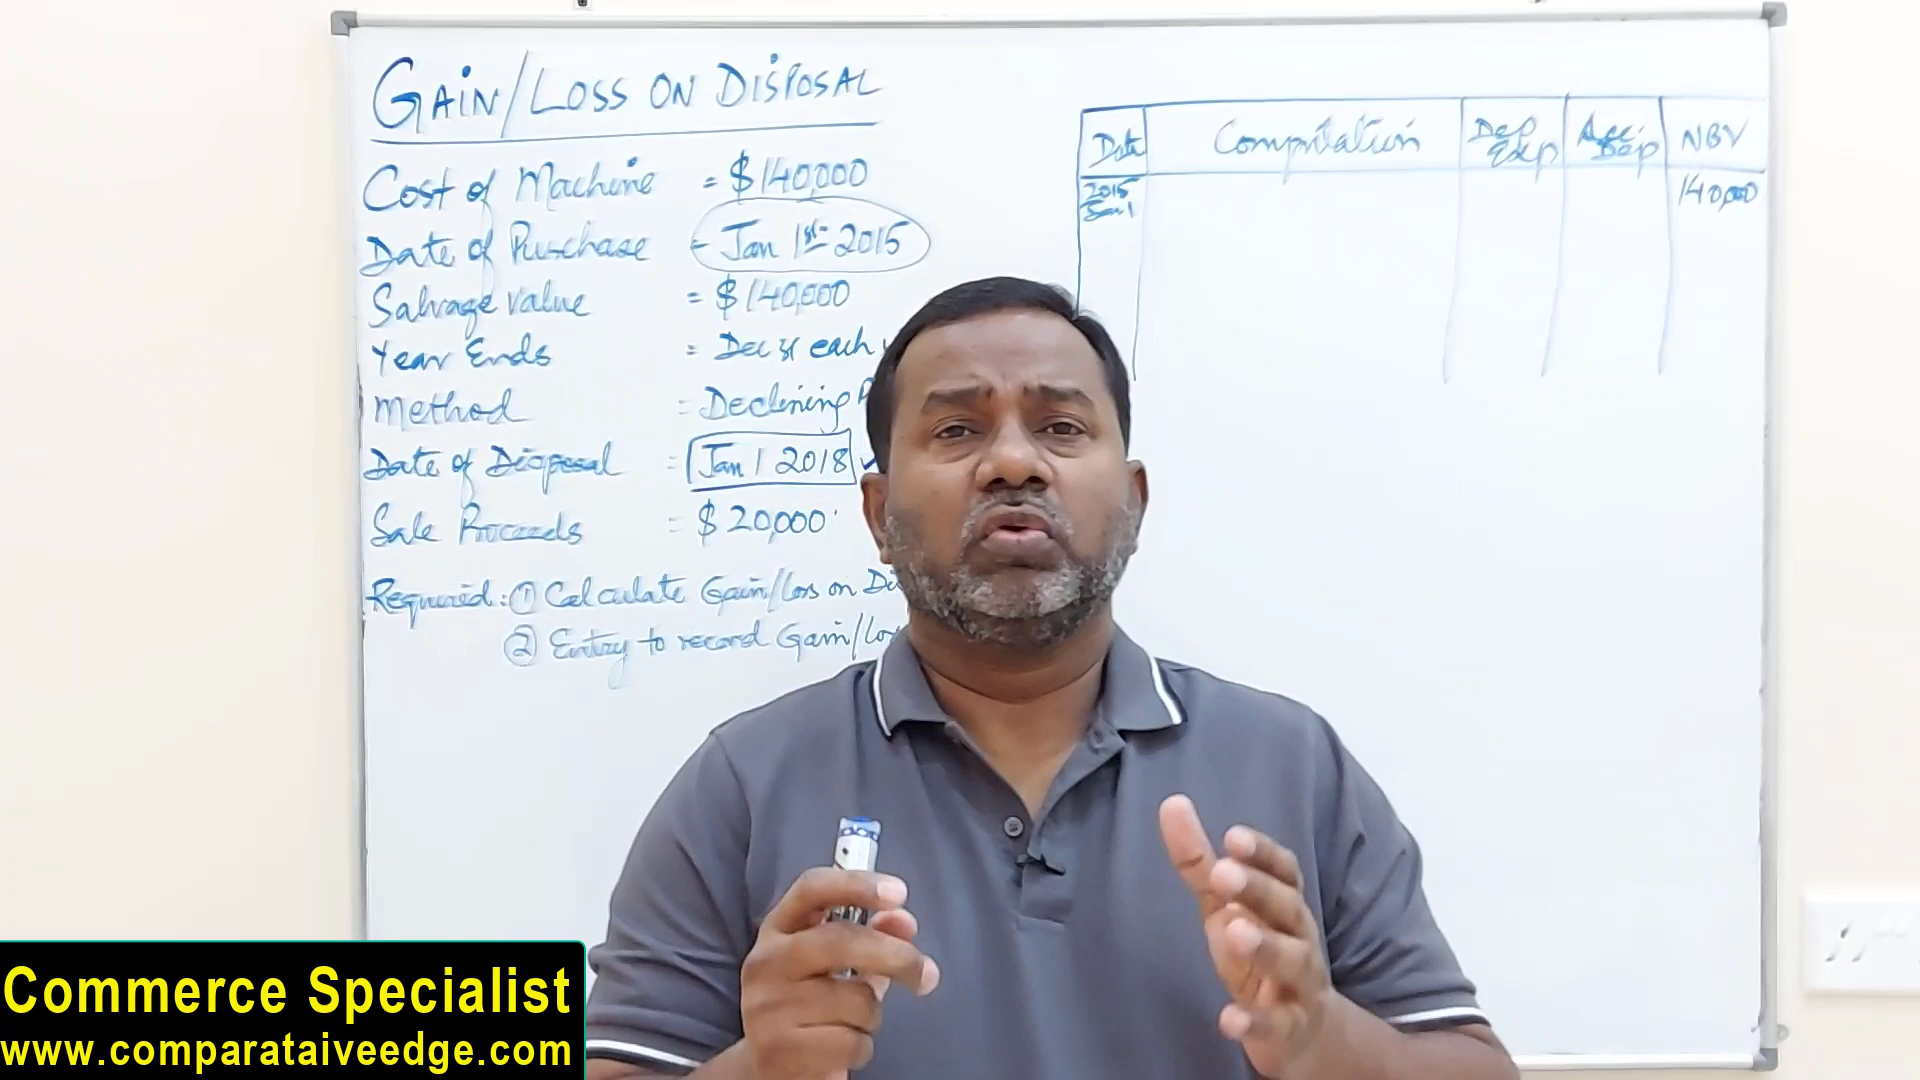 GAIN/LOSS ON DISPOSAL
Cost of Machine = $140,000
Date of Purchase = Jan 1st 2015
Salvage value = $140,000
Year Ends = Dec 31 each
Method = Declining
Date of Disposal = Jan 1 2018
Sale Proceeds = $20,000
Required: ① Calculate Gain/Loss on
② Entry to record Gain/
Date Computation Dep Exp Acc. Dep NBV
2015 Jan 1 140,000
Commerce Specialist
www.comparataiveedge.com